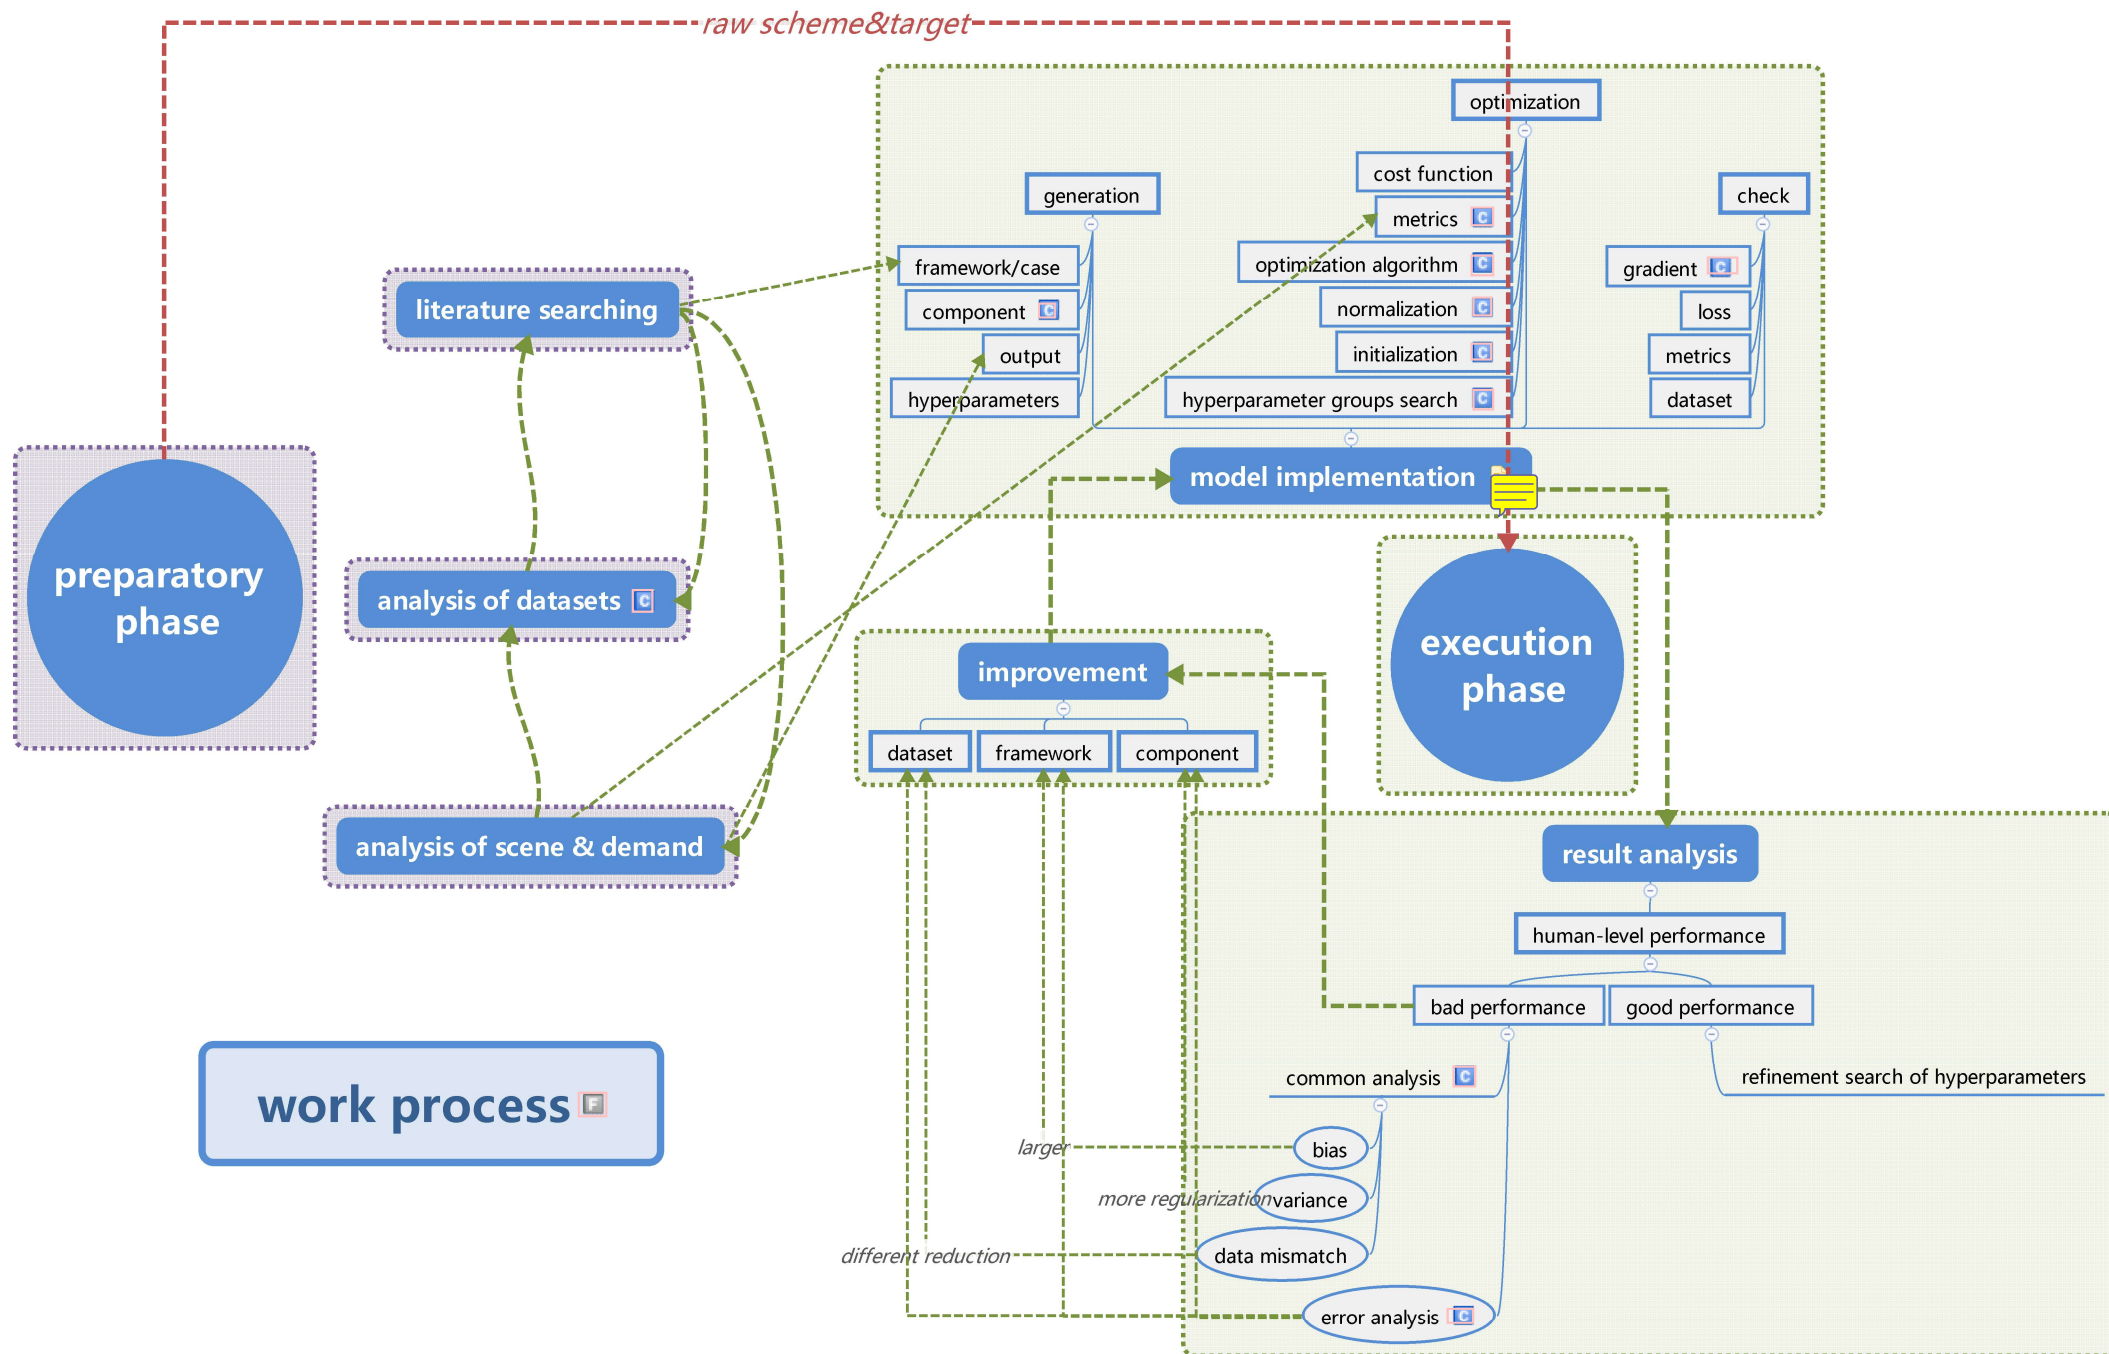 raw scheme&target
optimization
cost function
metrics C
optimization algorithm C
normalization C
initialization C
hyperparameter groups search C
generation
framework/case
component C
output
hyperparameters
check
gradient C
loss
metrics
dataset
model implementation
literature searching
analysis of datasets C
analysis of scene & demand
preparatory
phase
execution
phase
improvement
dataset
framework
component
result analysis
human-level performance
bad performance
good performance
common analysis C
refinement search of hyperparameters
larger
bias
more regularization
variance
different reduction
data mismatch
error analysis C
work process F